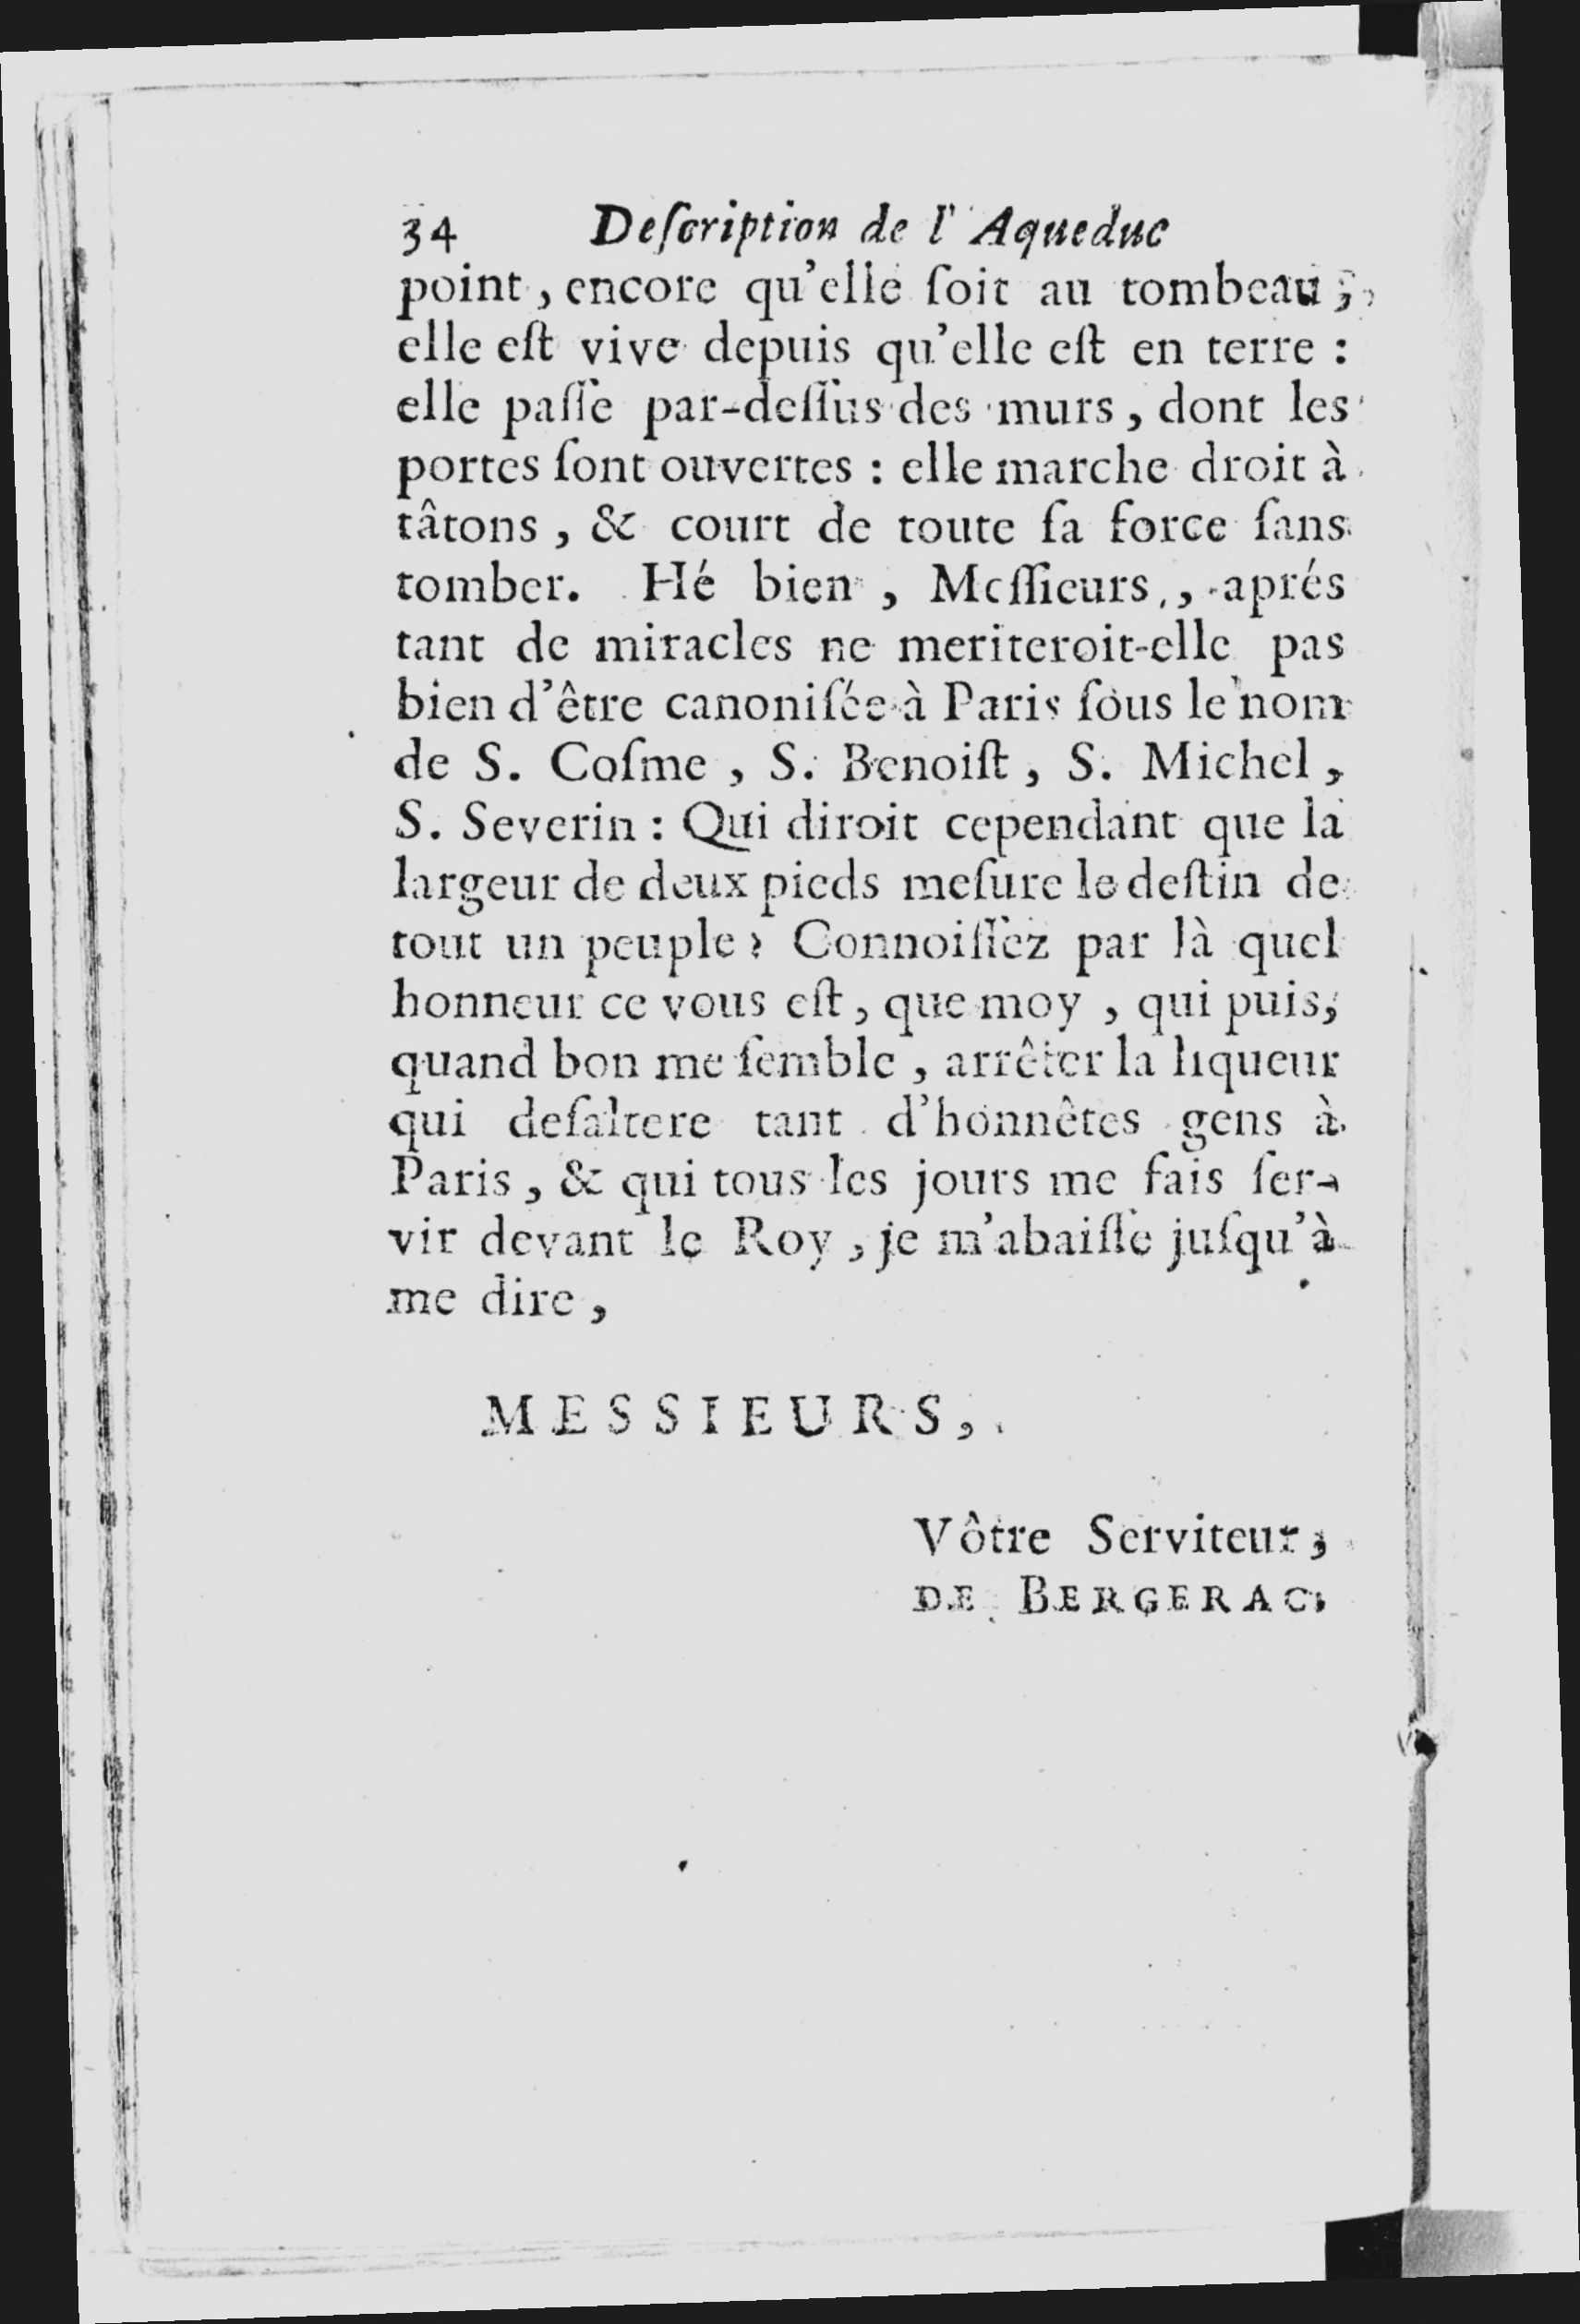 34 Deſcription de l'Aqueduc
point, encore qu'elle ſoit au tombeau;
elle eſt vive depuis qu'elle eſt en terre :
elle paſſe par-deſſus des murs, dont les
portes ſont ouvertes : elle marche droit à
tâtons, & court de toute ſa force ſans
tomber. Hé bien, Meſſieurs, aprés
tant de miracles ne meriteroit-elle pas
bien d'être canoniſée à Paris ſous le nom
de S. Coſme, S. Benoiſt, S. Michel,
S. Severin : Qui diroit cependant que la
largeur de deux pieds meſure le deſtin de
tout un peuple? Connoiſſez par là quel
honneur ce vous eſt, que moy, qui puis,
quand bon me ſemble, arrêter la liqueur
qui deſaltere tant d'honnêtes gens à
Paris, & qui tous les jours me fais ſer-
vir devant le Roy, je m'abaiſſe juſqu'à
me dire,
MESSIEURS,
Vôtre Serviteur,
DE BERGERAC.